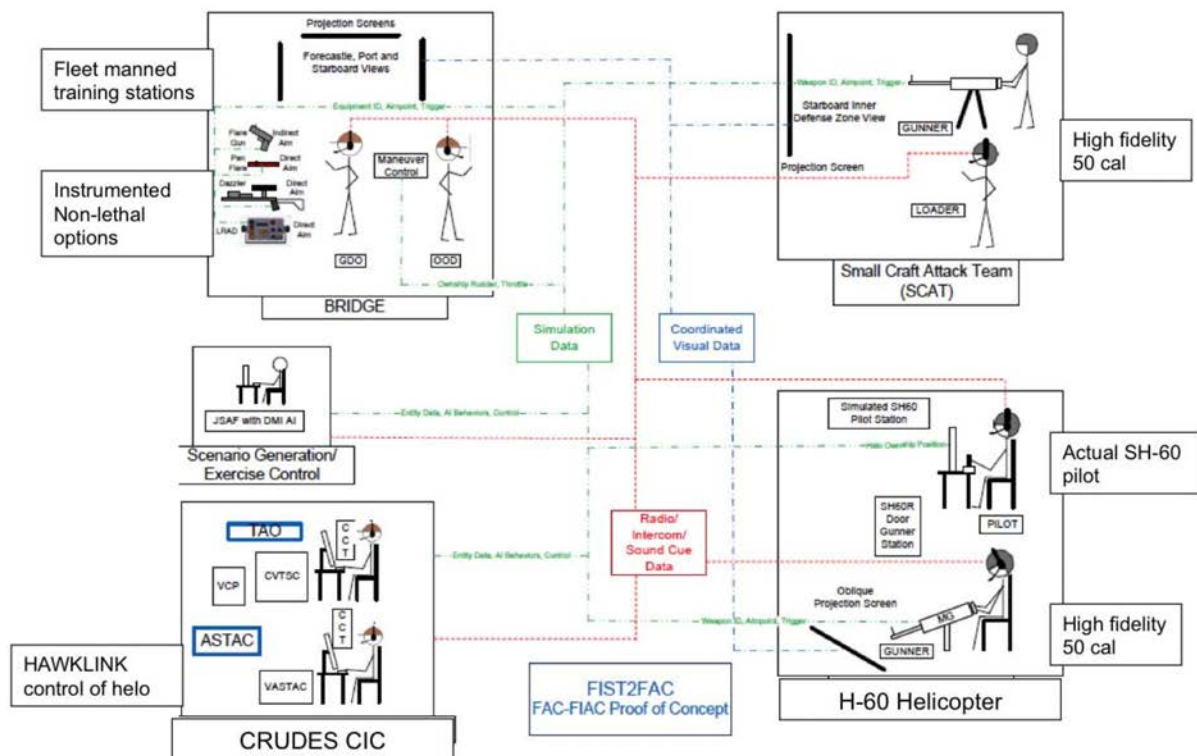 Fleet manned
training stations
Instrumented
Non-lethal
options
Projection Screens
Forecastle, Port and
Starboard Views
Equipment ID, Aimpoint, Trigger
Flare
Gun
Indirect
Aim
Pen
Flare
Direct
Aim
Dazzler
Direct
Aim
LRAD
Direct
Aim
Maneuver
Control
GDO
OOD
Ownship Rudder, Throttle
BRIDGE
Weapon ID, Aimpoint, Trigger
Starboard Inner
Defense Zone View
GUNNER
Projection Screen
LOADER
Small Craft Attack Team
(SCAT)
High fidelity
50 cal
Simulation
Data
Coordinated
Visual Data
JSAF with DMI AI
Entity Data, AI Behaviors, Control
Scenario Generation/
Exercise Control
Simulated SH60
Pilot Station
Helo Ownship Position
SH60R
Door
Gunner
Station
PILOT
Actual SH-60
pilot
Radio/
Intercom/
Sound Cue
Data
TAO
C
C
T
VCP
CVTSC
Entity Data, AI Behaviors, Control
ASTAC
C
C
T
VASTAC
HAWKLINK
control of helo
CRUDES CIC
Oblique
Projection Screen
Weapon ID, Aimpoint, Trigger
MG
GUNNER
High fidelity
50 cal
H-60 Helicopter
FIST2FAC
FAC-FIAC Proof of Concept